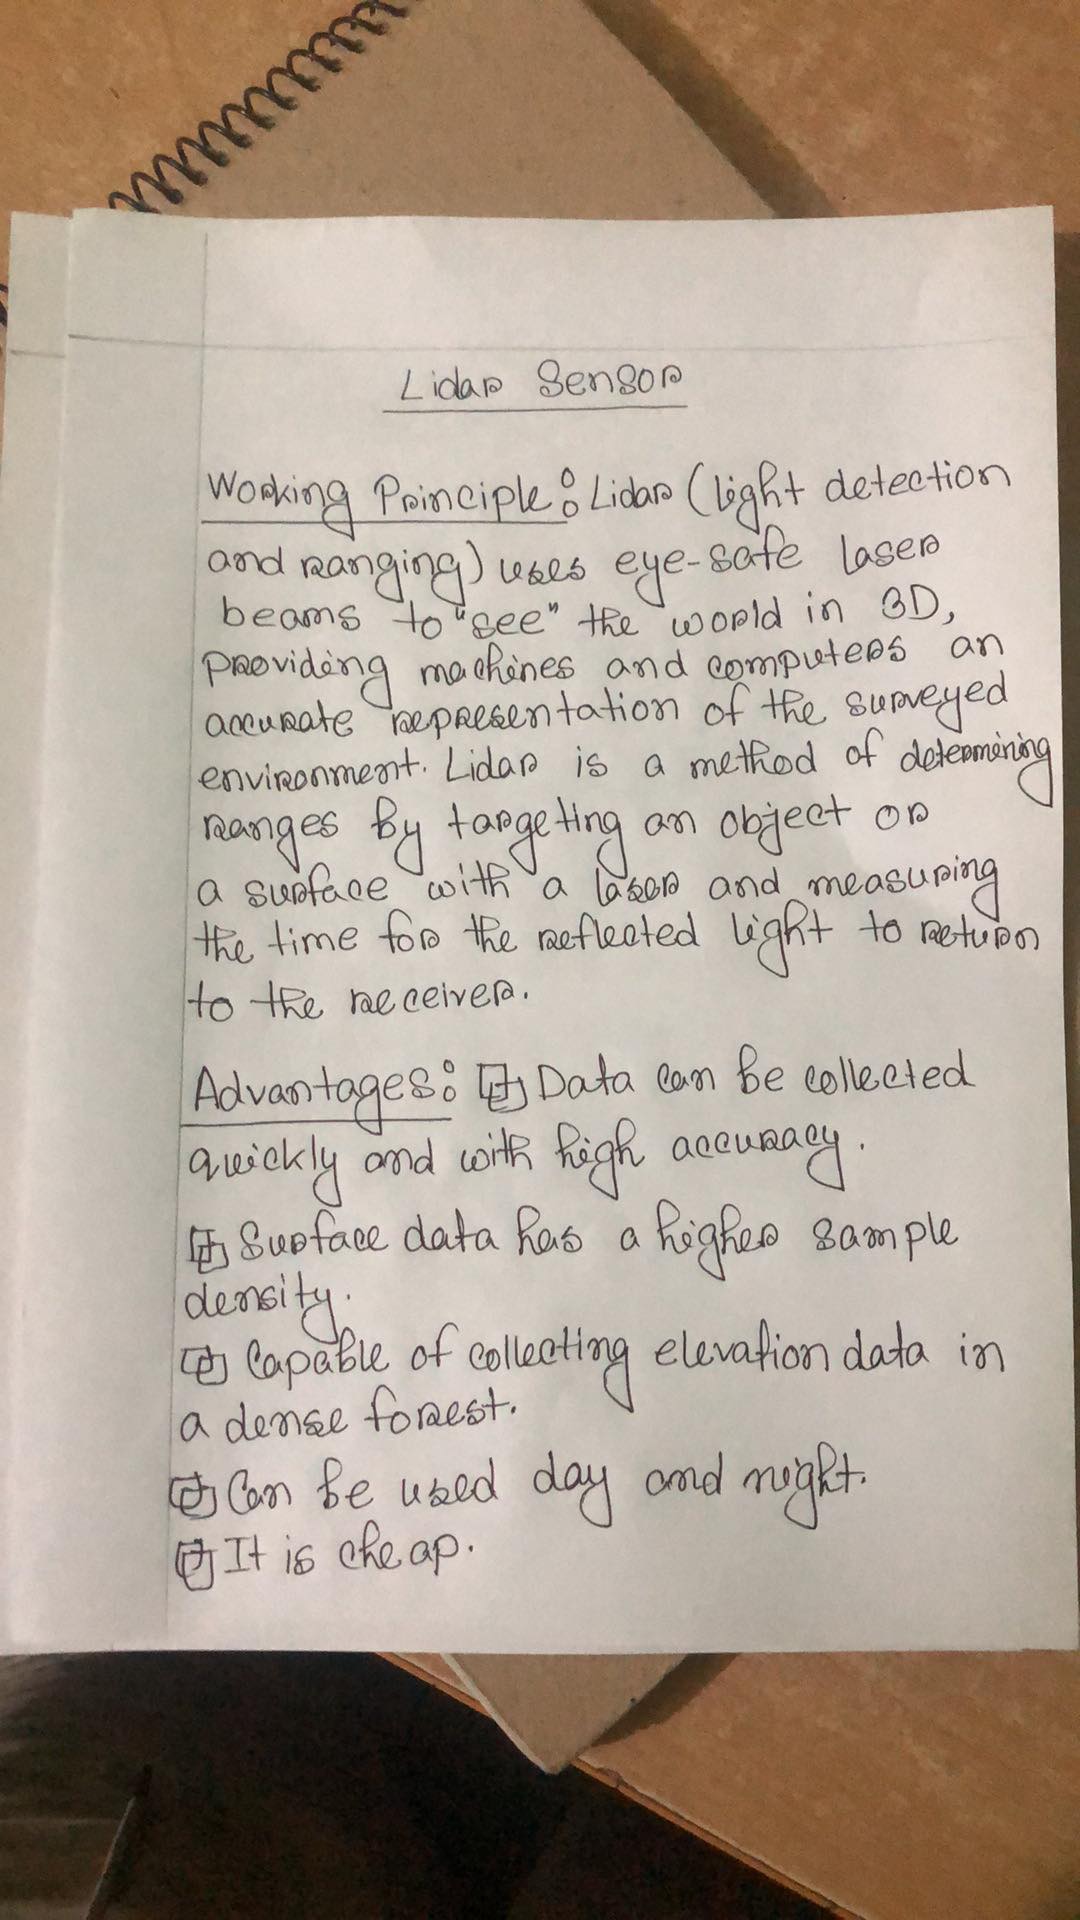 Lidar Sensor
Working Principle: Lidar (light detection
and ranging) uses eye-safe laser
beams to "see" the world in 3D,
providing machines and computers an
accurate representation of the surveyed
environment. Lidar is a method of determining
ranges by targeting an object or
a surface with a laser and measuring
the time for the reflected light to return
to the receiver.
Advantages: Data can be collected
quickly and with high accuracy.
Surface data has a higher sample
density.
Capable of collecting elevation data in
a dense forest.
Can be used day and night.
It is cheap.